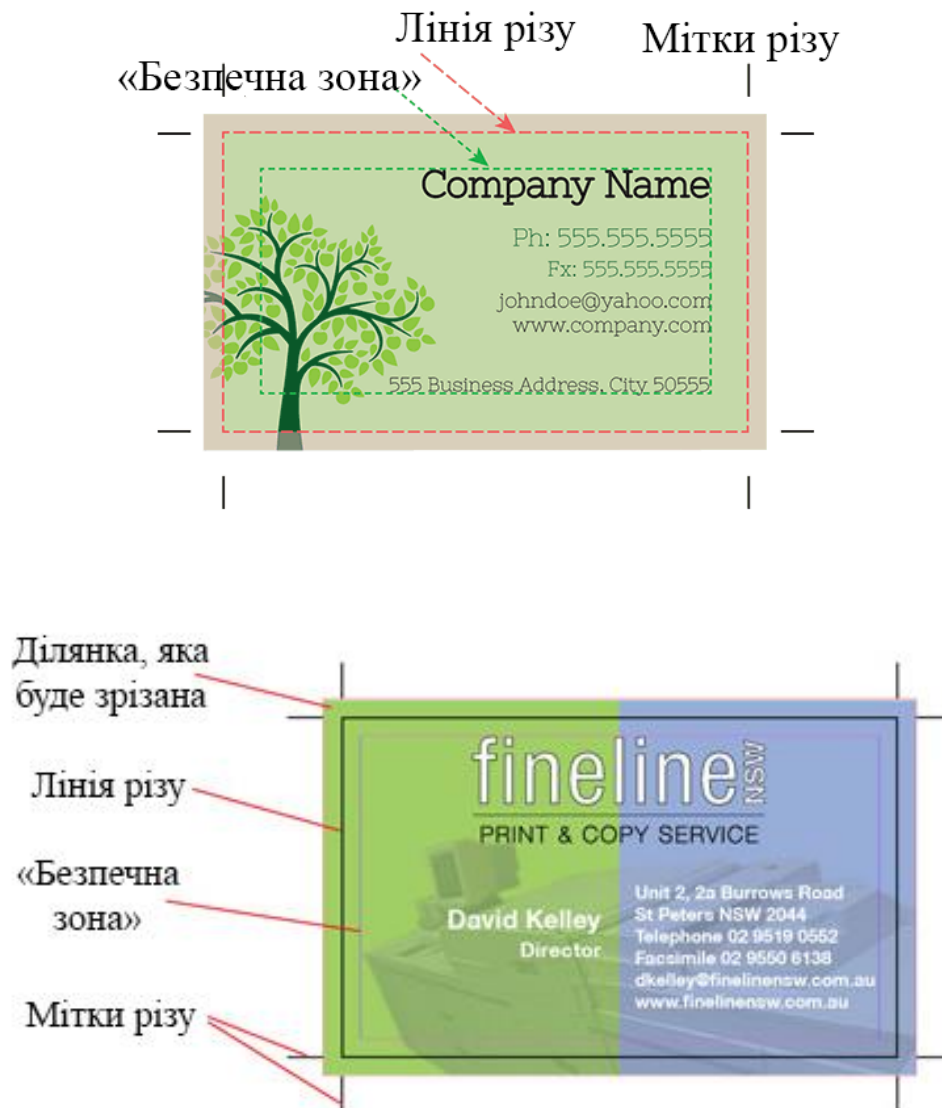 Лінія різу
Мітки різу
«Безпечна зона»
Company Name
Ph: 555.555.5555
Fx: 555.555.5555
johndoe@yahoo.com
www.company.com
555 Business Address, City 50555
Ділянка, яка
буде зрізана
Лінія різу
«Безпечна
зона»
Мітки різу
fineline NSW
PRINT & COPY SERVICE
David Kelley
Director
Unit 2, 2a Burrows Road
St Peters NSW 2044
Telephone 02 9519 0552
Facsimile 02 9550 6138
dkelley@finelinensw.com.au
www.finelinensw.com.au